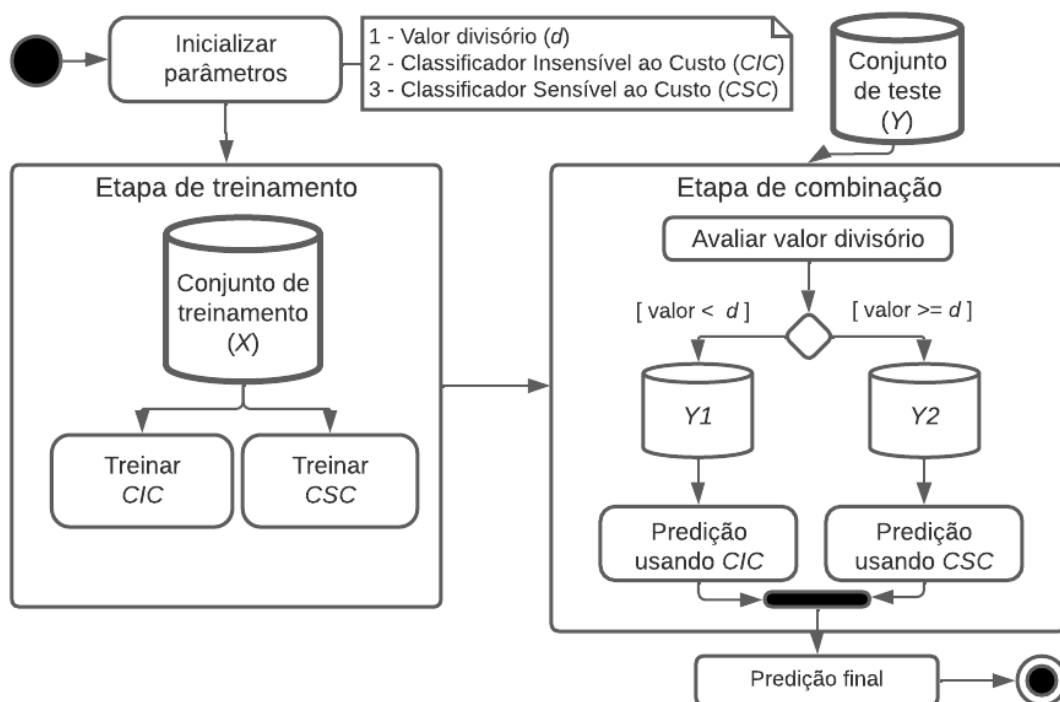 Inicializar
parâmetros
1 - Valor divisório (d)
2 - Classificador Insensível ao Custo (CIC)
3 - Classificador Sensível ao Custo (CSC)
Conjunto
de teste
(Y)
Etapa de treinamento
Conjunto de
treinamento
(X)
Treinar
CIC
Treinar
CSC
Etapa de combinação
Avaliar valor divisório
[ valor < d ]
[ valor >= d ]
Y1
Y2
Predição
usando CIC
Predição
usando CSC
Predição final